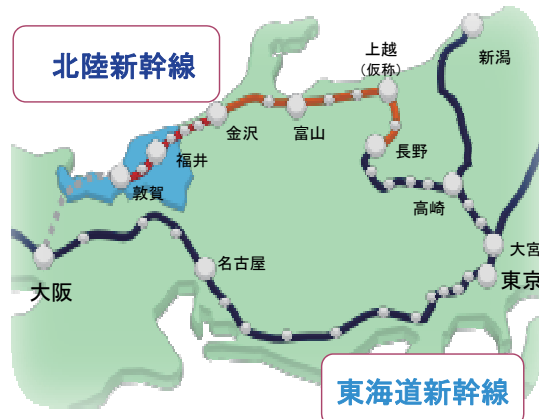 北陸新幹線
上越
(仮称)
新潟
金沢
富山
長野
福井
敦賀
高崎
大宮
名古屋
東京
大阪
東海道新幹線